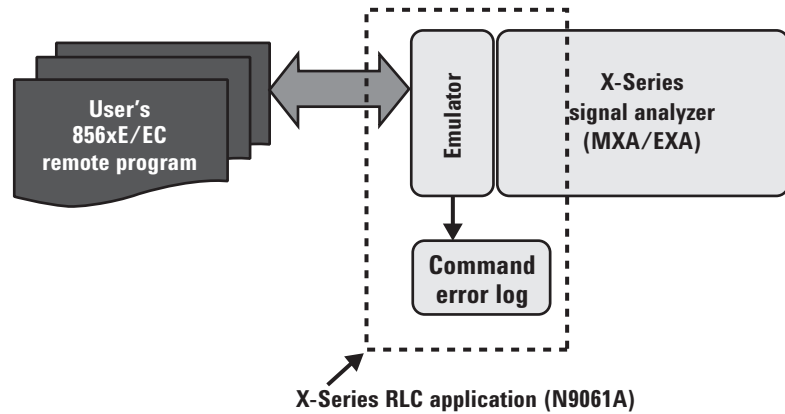 User's
856xE/EC
remote program
Emulator
X-Series
signal analyzer
(MXA/EXA)
Command
error log
X-Series RLC application (N9061A)